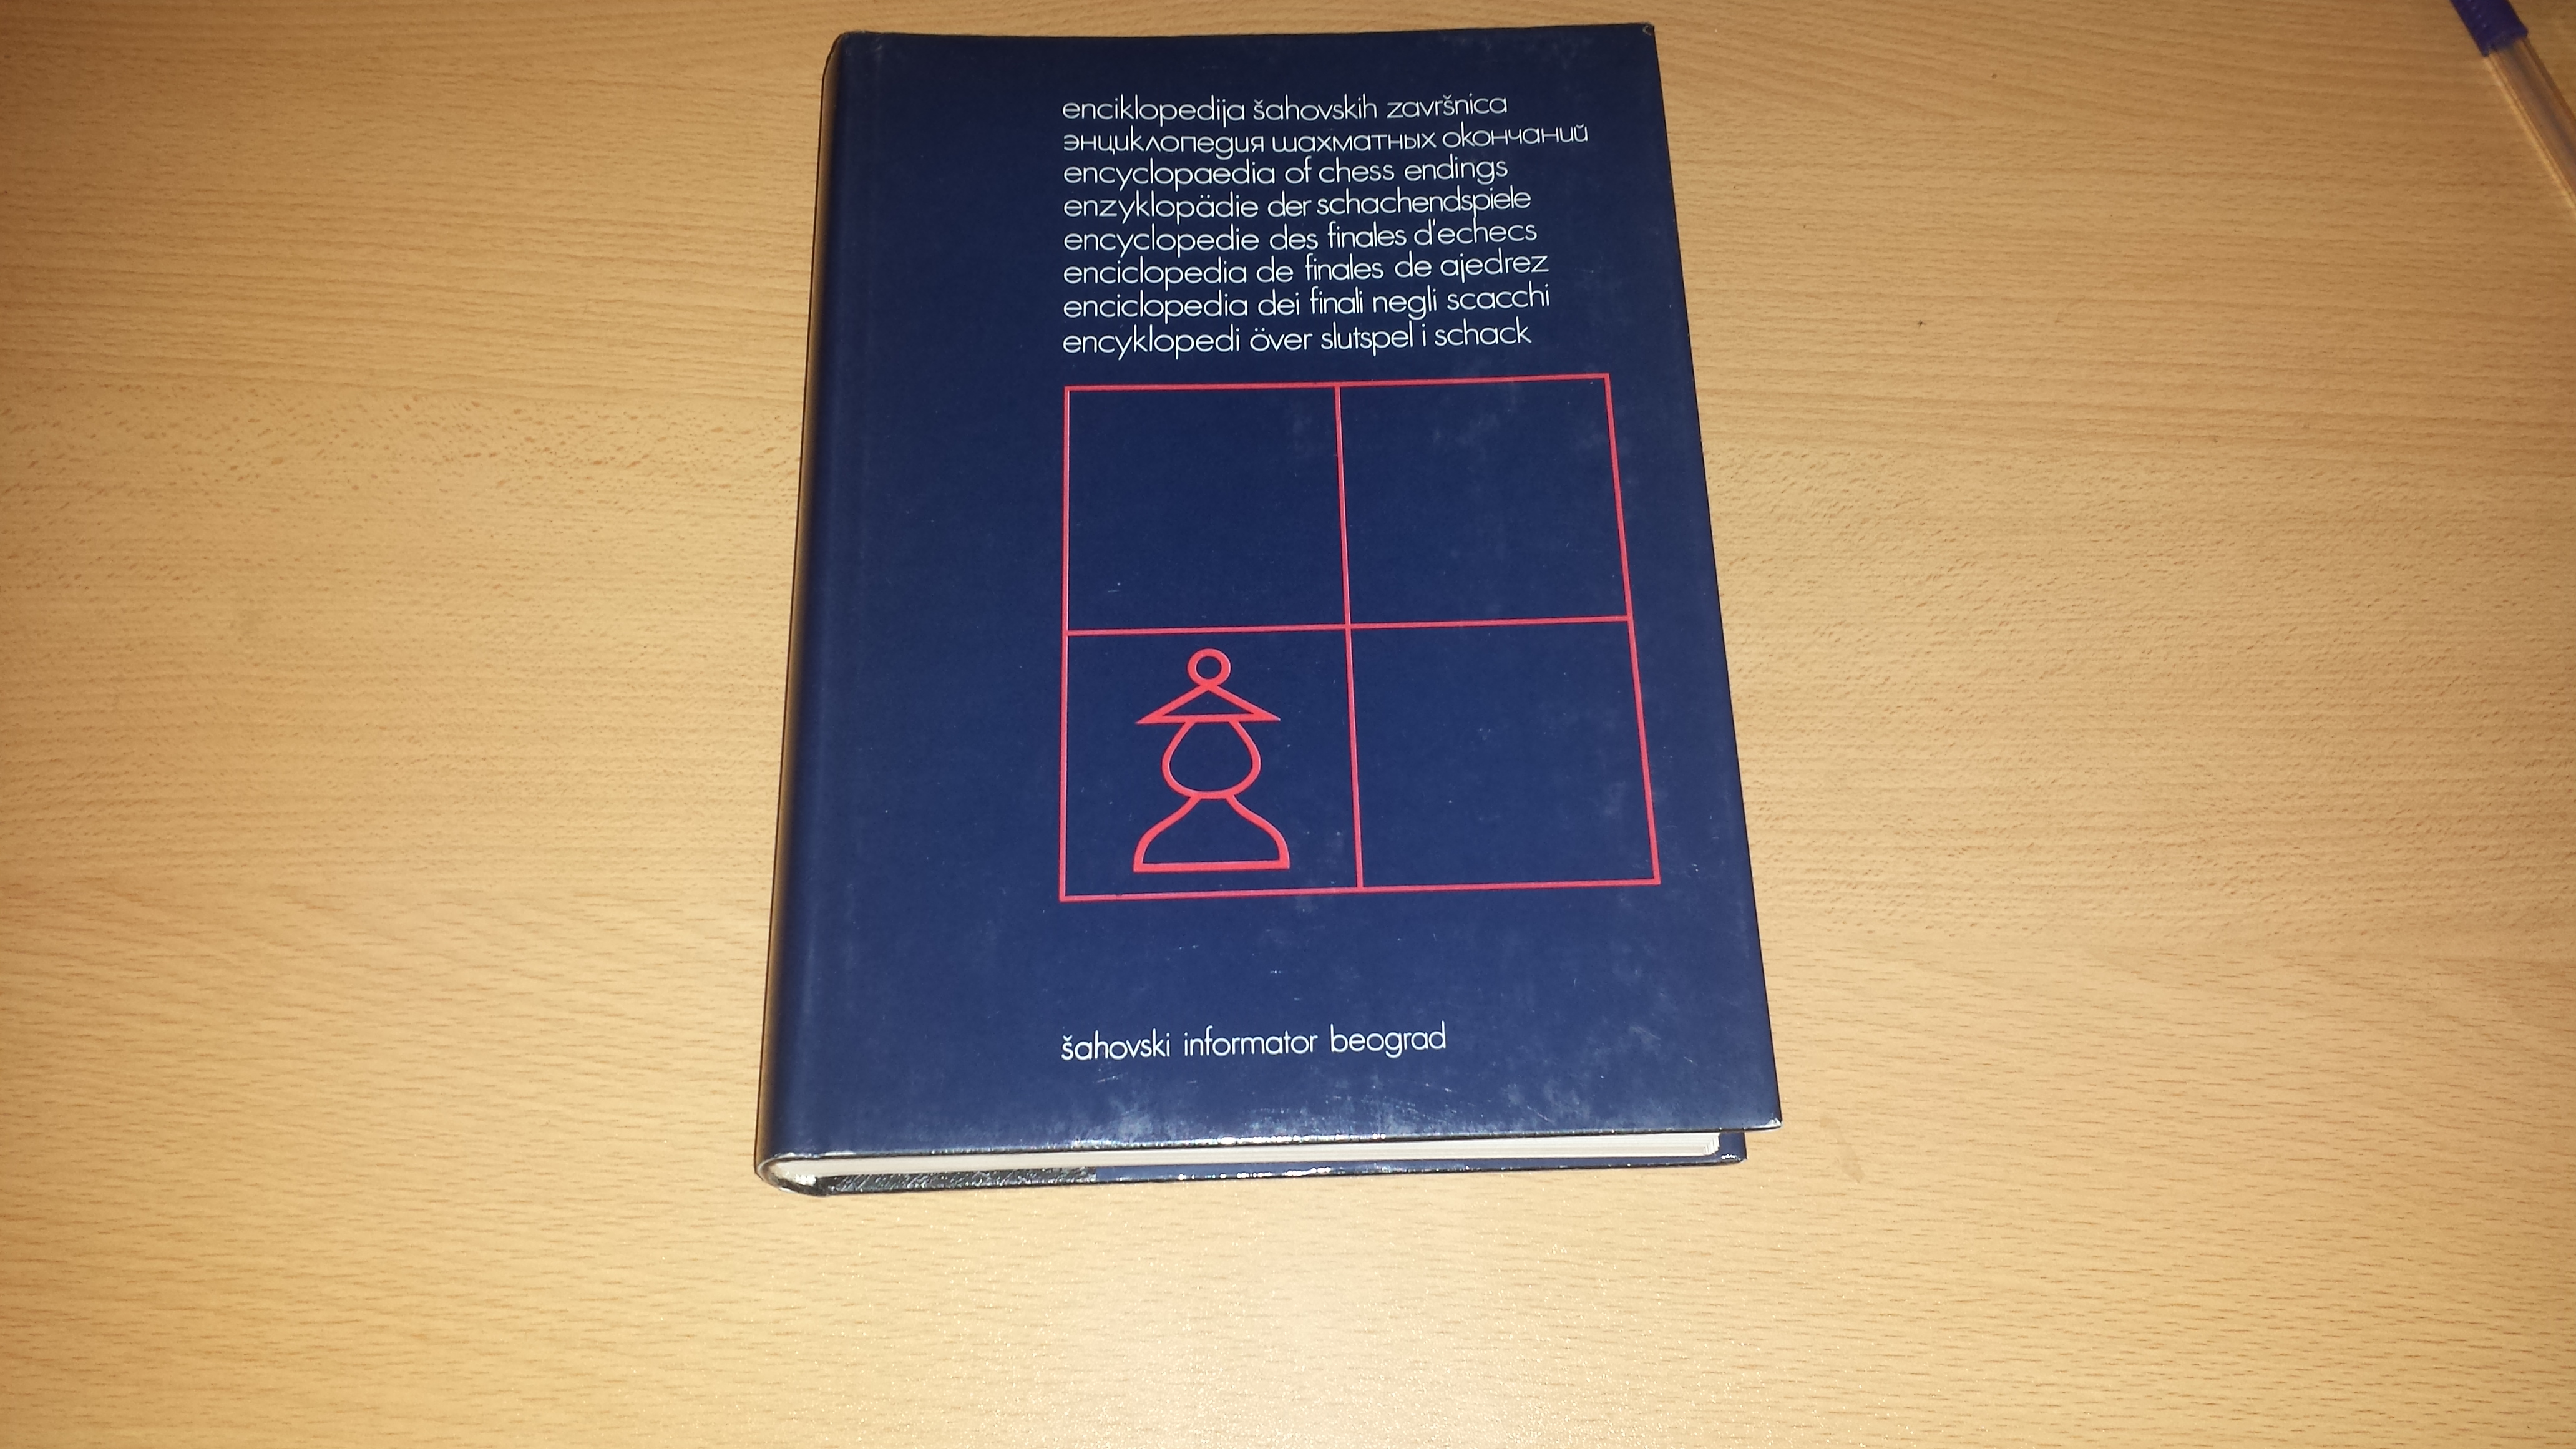 enciklopedija šahovskih završnica
энциклопедия шахматных окончаний
encyclopaedia of chess endings
enzyklopädie der schachendspiele
encyclopedie des finales d'echecs
enciclopedia de finales de ajedrez
enciclopedia dei finali negli scacchi
encyklopedi över slutspel i schack
šahovski informator beograd